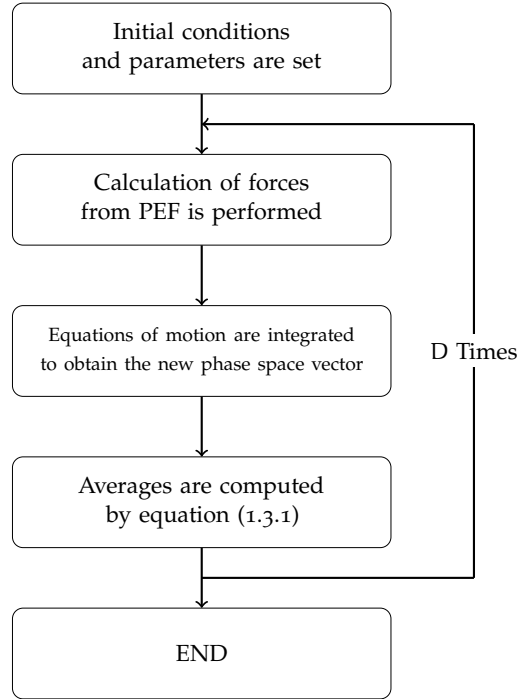 Initial conditions
and parameters are set
Calculation of forces
from PEF is performed
Equations of motion are integrated
to obtain the new phase space vector
D Times
Averages are computed
by equation (1.3.1)
END